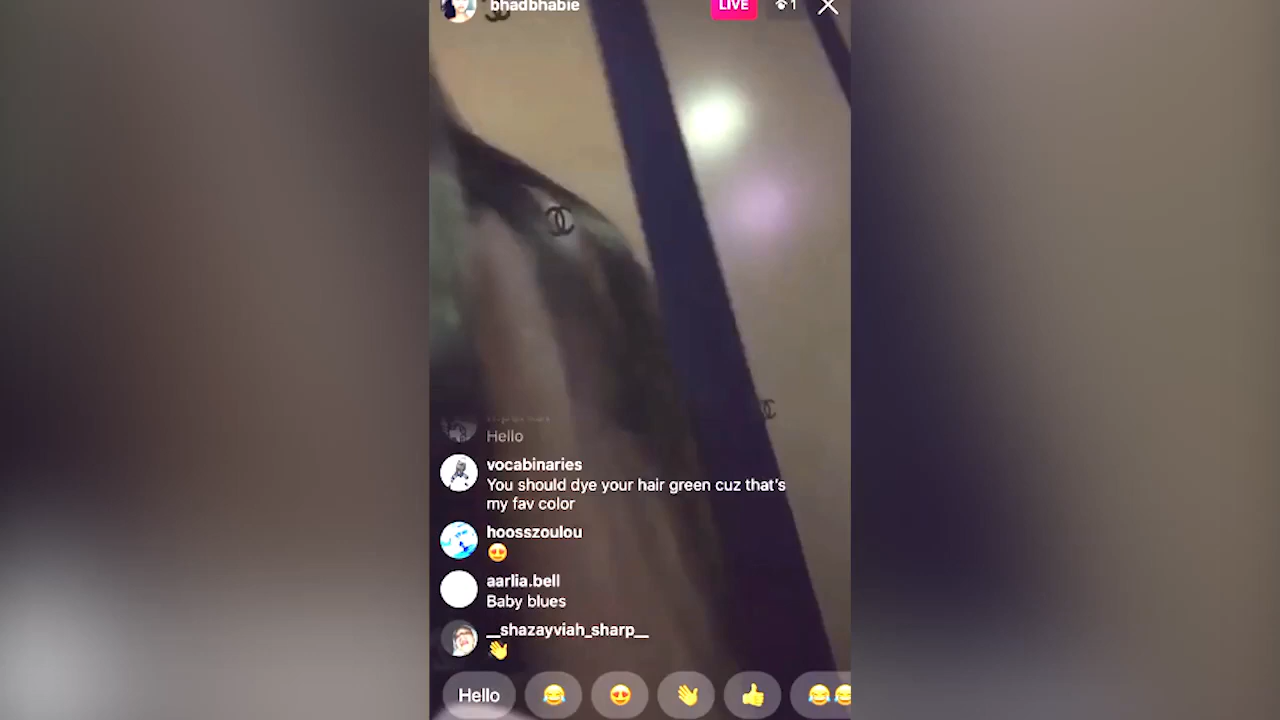 bhadbhabie
LIVE
1
Hello
vocabinaries
You should dye your hair green cuz that's
my fav color
hoosszoulou
😍
aarlia.bell
Baby blues
__shazayviah_sharp__
👋
Hello 😂 😍 👋 👍 😂😂